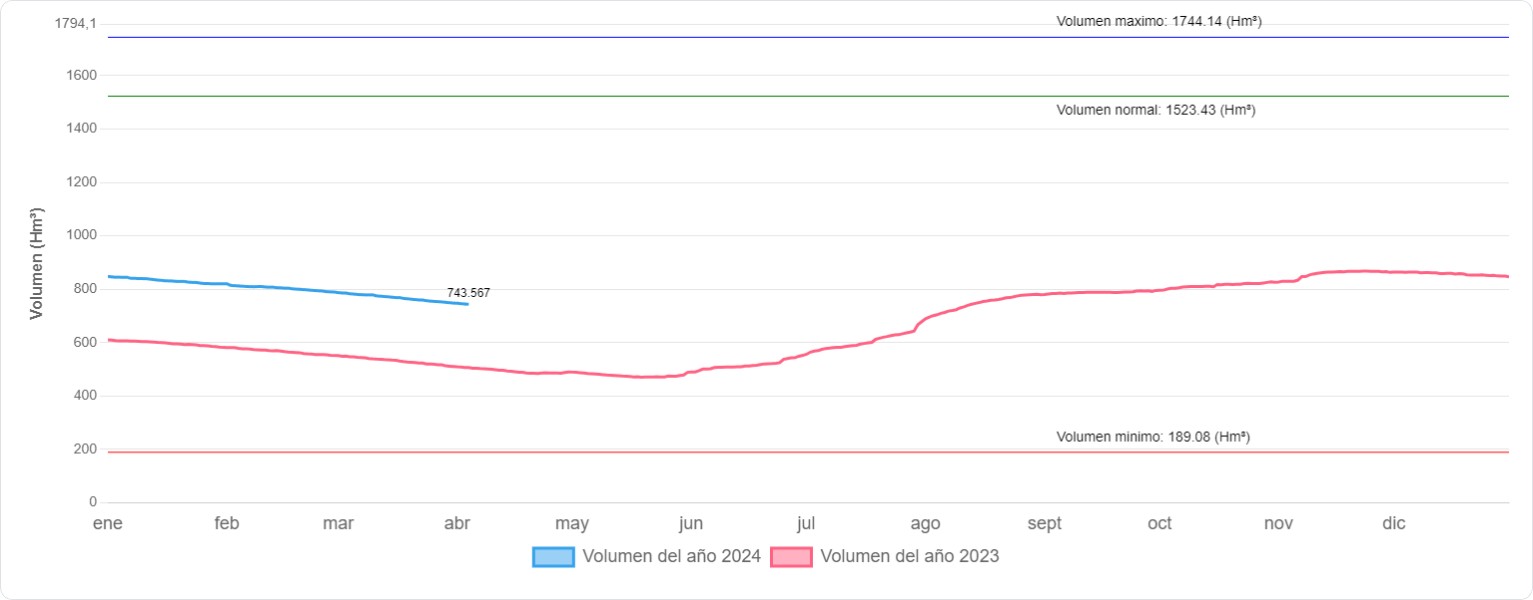 1794,1
Volumen maximo: 1744.14 (Hm³)
1600
Volumen normal: 1523.43 (Hm³)
1400
1200
1000
Volumen (Hm³)
800
743.567
600
400
Volumen minimo: 189.08 (Hm³)
200
0
ene feb mar abr may jun jul ago sept oct nov dic
Volumen del año 2024 Volumen del año 2023